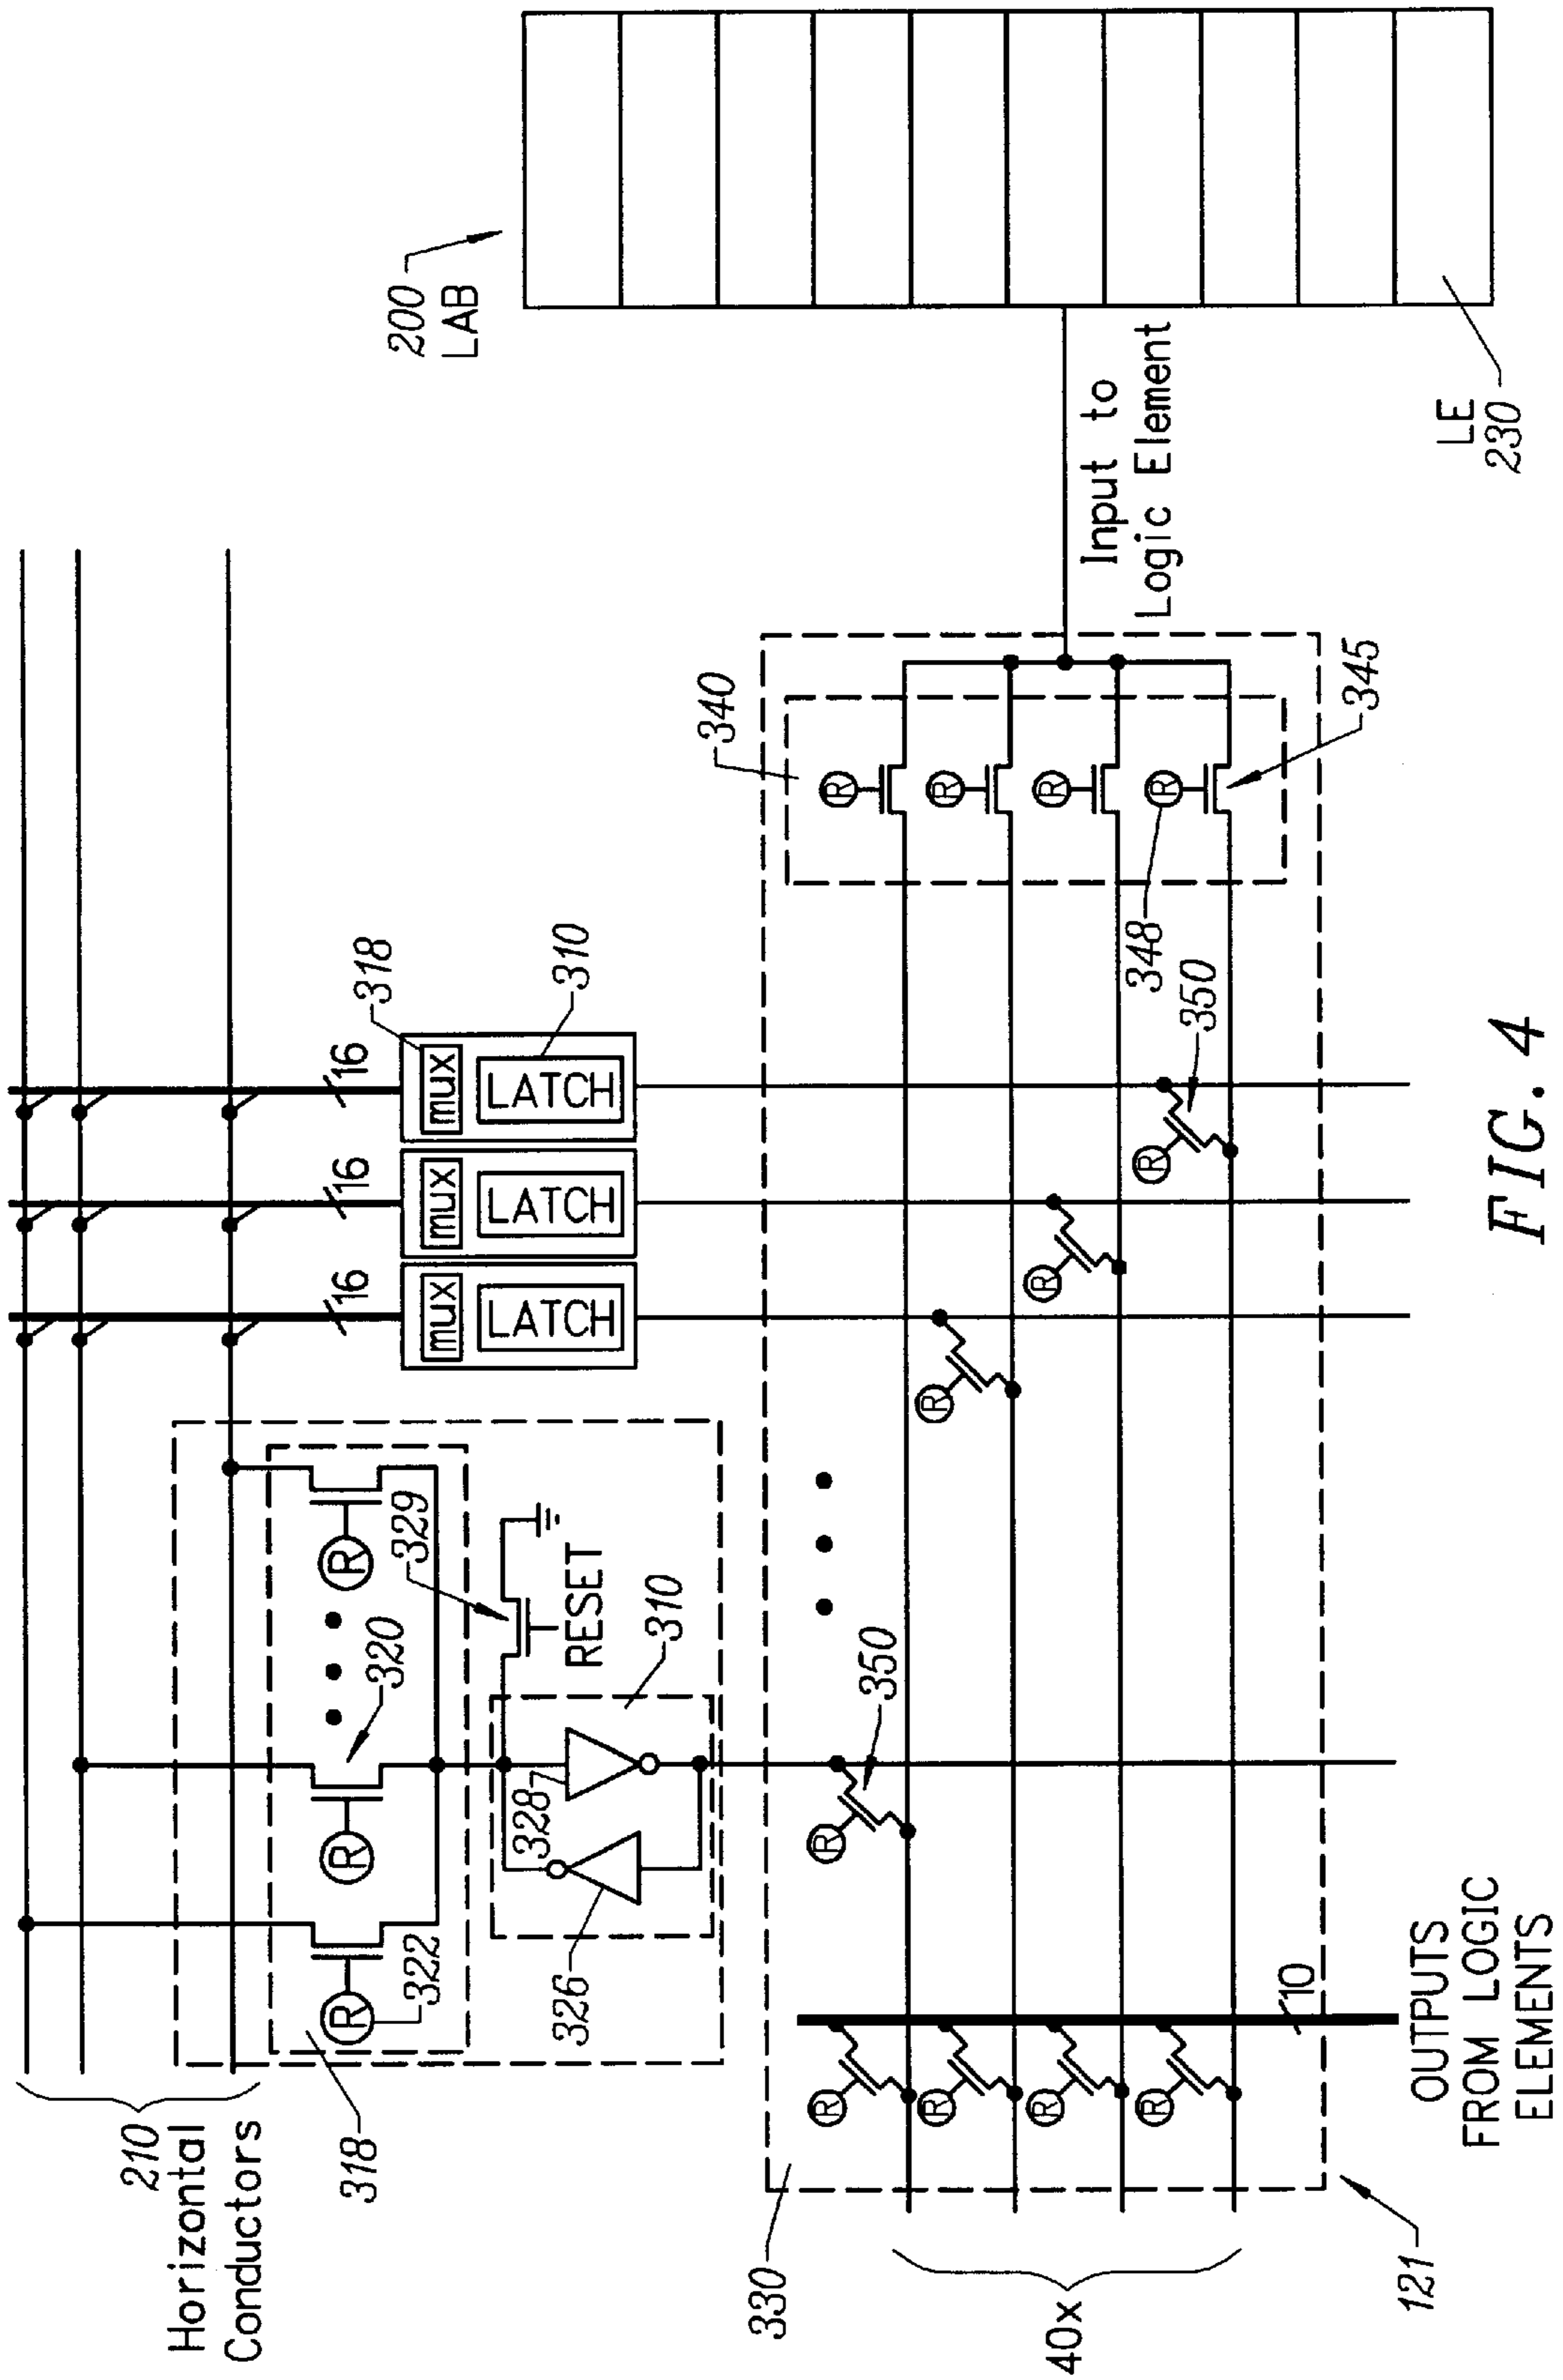 210
Horizontal
Conductors
318
R
322
R
320
R
329
RESET
310
326
328
16
16
16
mux
LATCH
mux
LATCH
mux
LATCH
318
310
200
LAB
330
40x
R
R
R
R
R
350
R
R
R
350
340
R
R
R
R
348
345
10
121
OUTPUTS
FROM LOGIC
ELEMENTS
Input to
Logic Element
LE
230
FIG. 4